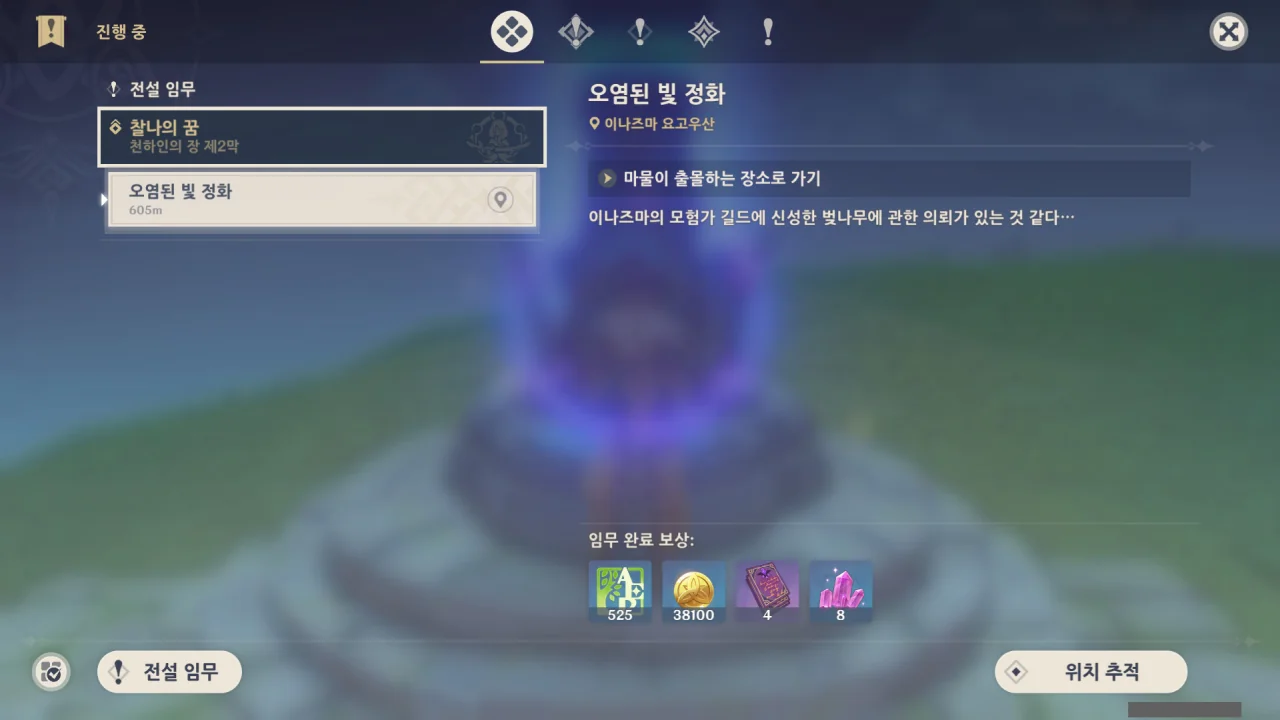 진행 중
전설 임무
찰나의 꿈
천하인의 장 제2막
오염된 빛 정화
605m
오염된 빛 정화
이나즈마 요고우산
마물이 출몰하는 장소로 가기
이나즈마의 모험가 길드에 신성한 벚나무에 관한 의뢰가 있는 것 같다…
임무 완료 보상:
525
38100
4
8
전설 임무
위치 추적